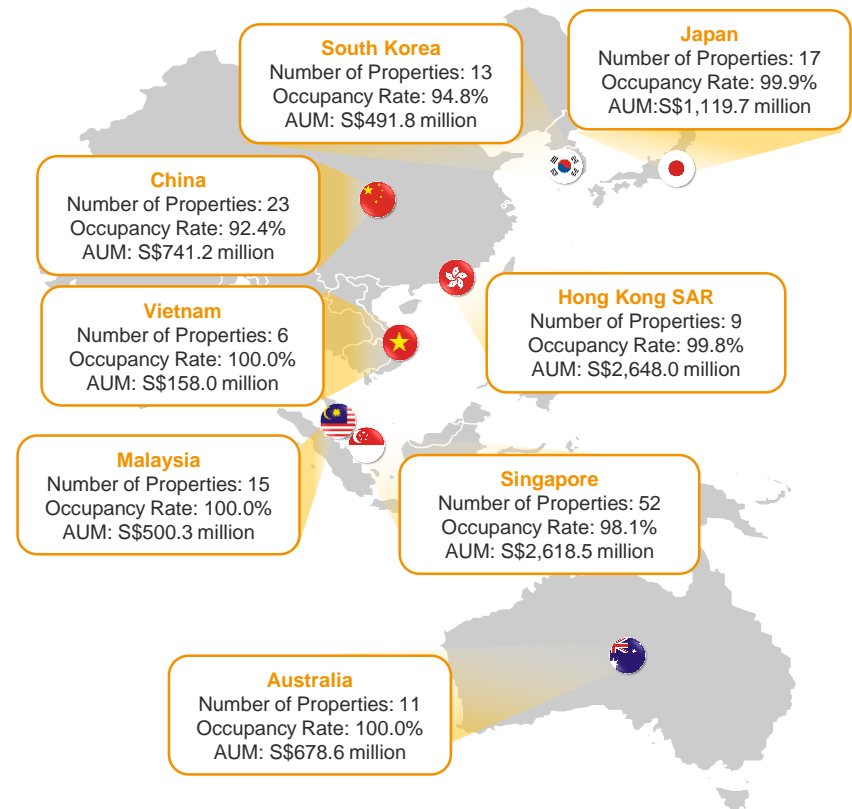 South Korea
Number of Properties: 13
Occupancy Rate: 94.8%
AUM: S$491.8 million
Japan
Number of Properties: 17
Occupancy Rate: 99.9%
AUM:S$1,119.7 million
China
Number of Properties: 23
Occupancy Rate: 92.4%
AUM: S$741.2 million
Vietnam
Number of Properties: 6
Occupancy Rate: 100.0%
AUM: S$158.0 million
Hong Kong SAR
Number of Properties: 9
Occupancy Rate: 99.8%
AUM: S$2,648.0 million
Malaysia
Number of Properties: 15
Occupancy Rate: 100.0%
AUM: S$500.3 million
Singapore
Number of Properties: 52
Occupancy Rate: 98.1%
AUM: S$2,618.5 million
Australia
Number of Properties: 11
Occupancy Rate: 100.0%
AUM: S$678.6 million